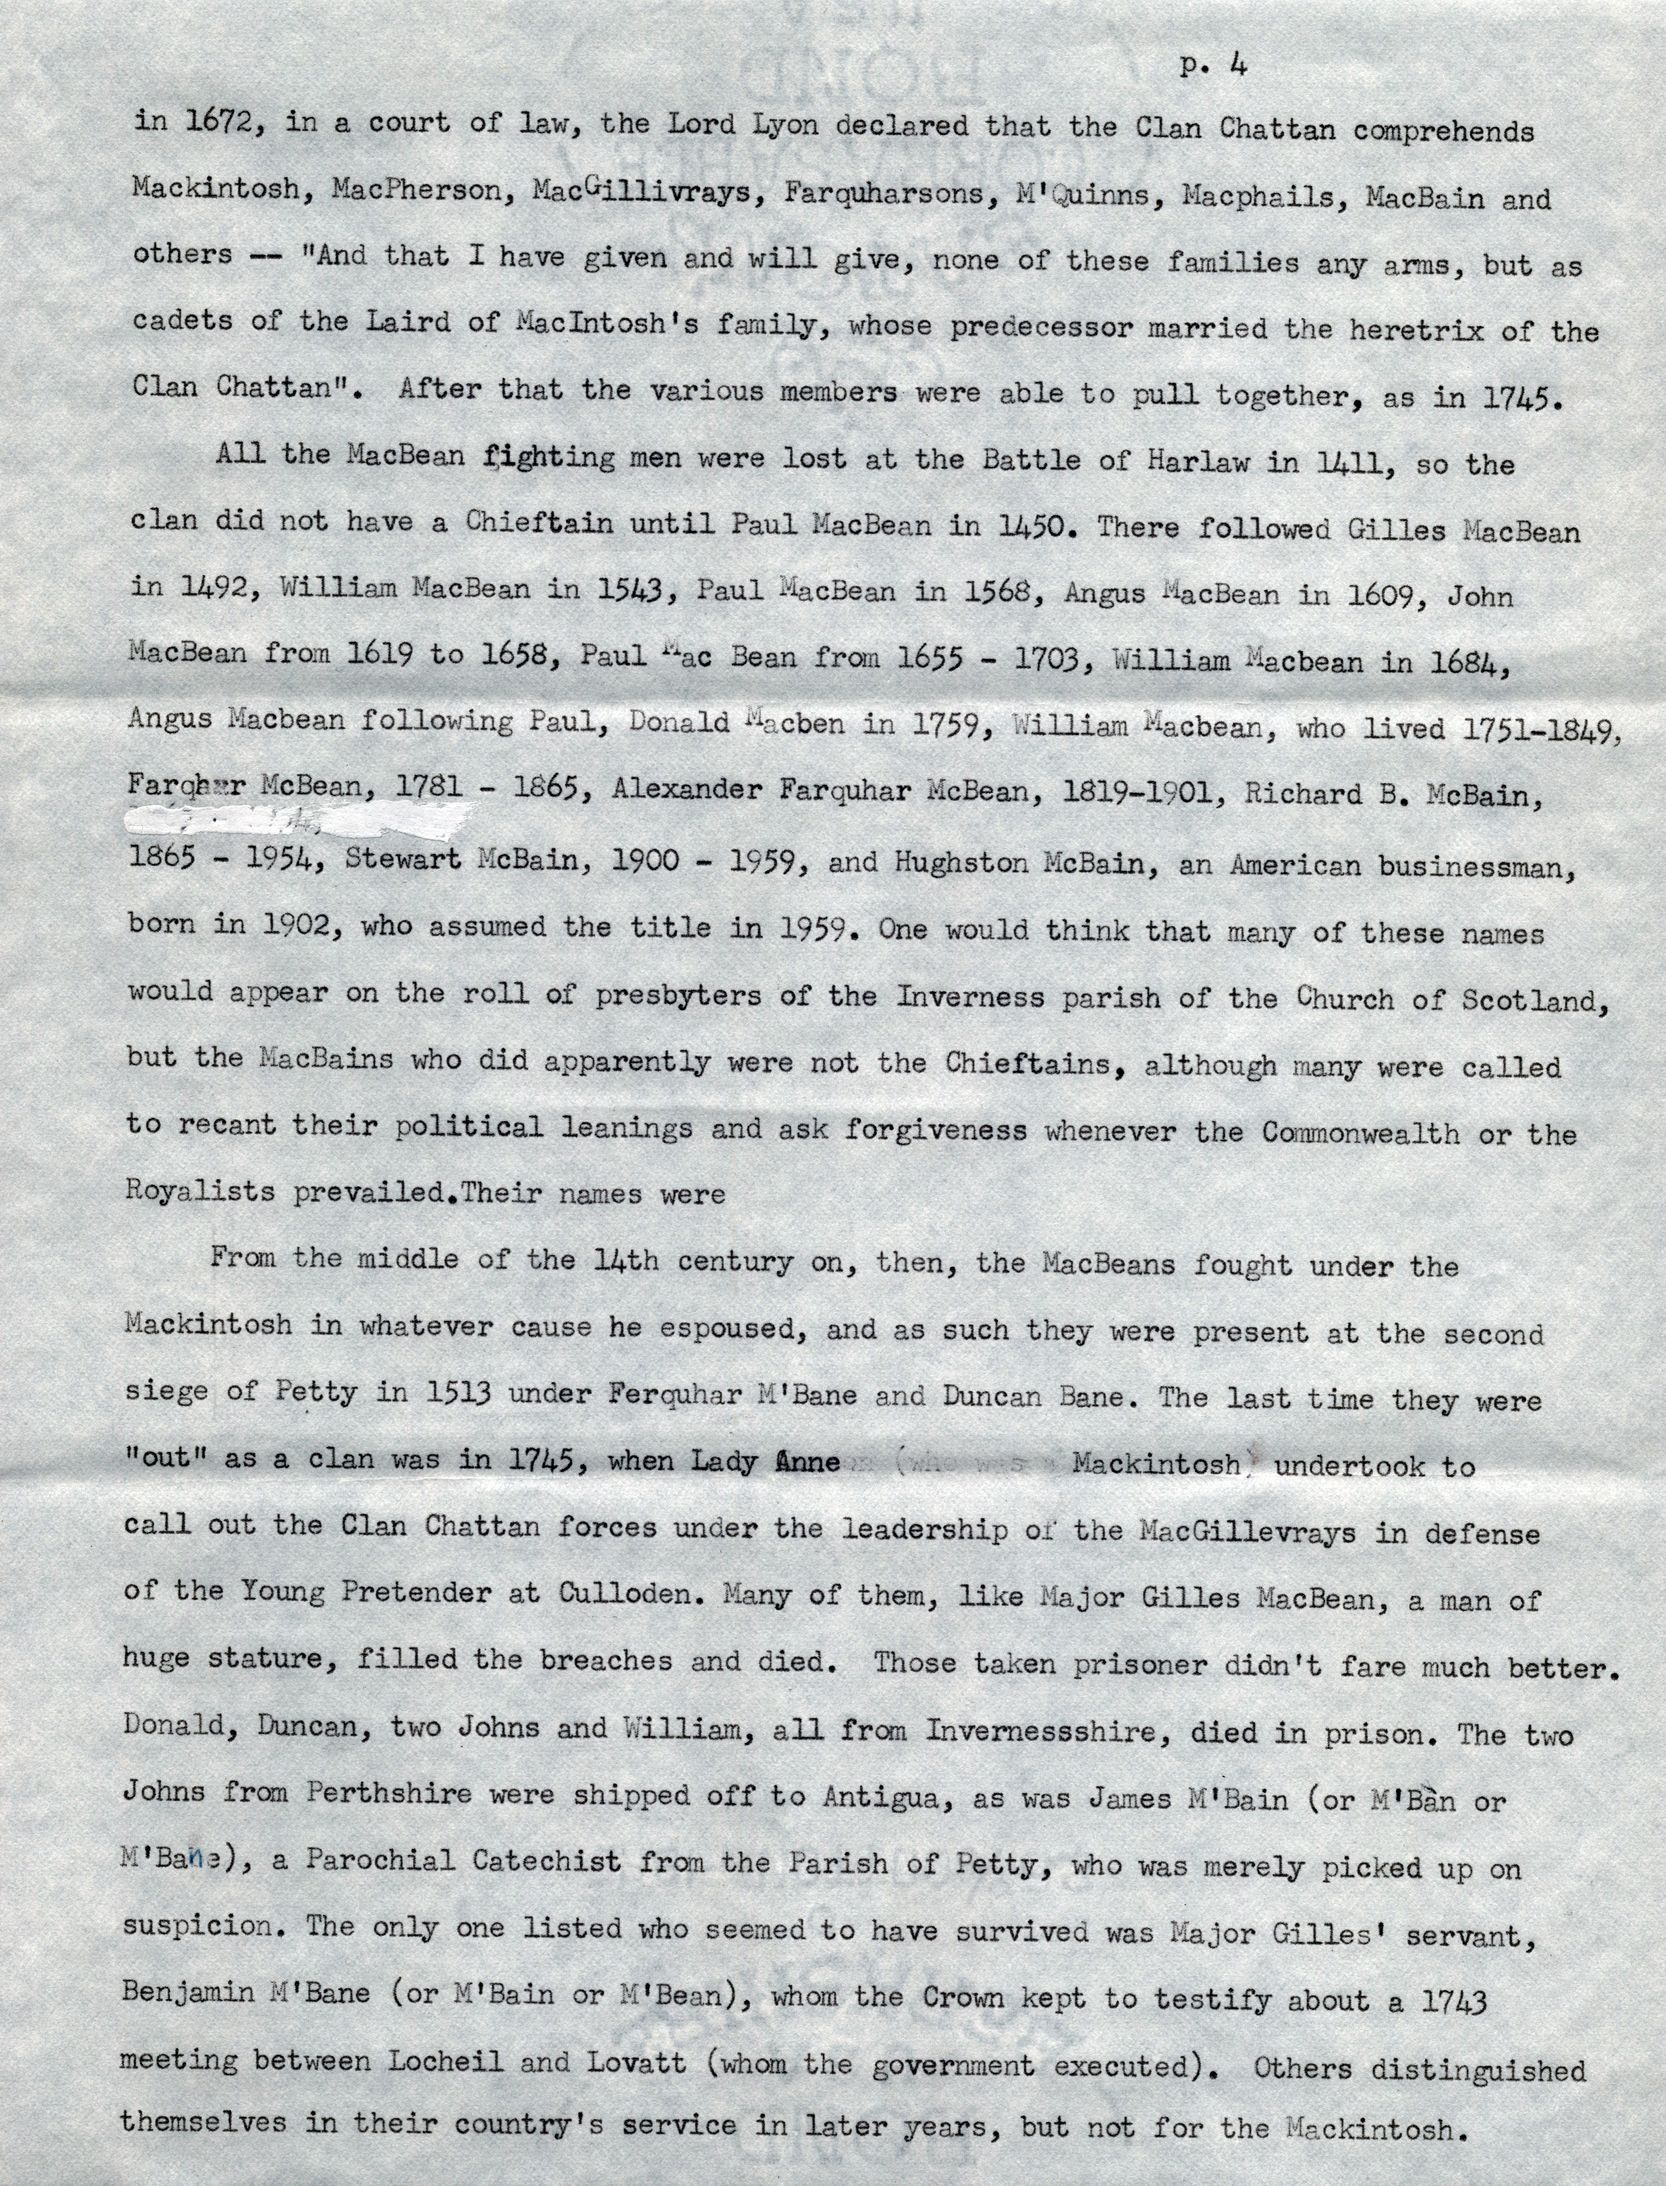 p. 4
in 1672, in a court of law, the Lord Lyon declared that the Clan Chattan comprehends
Mackintosh, MacPherson, MacGillivrays, Farquharsons, M'Quinns, Macphails, MacBain and
others -- "And that I have given and will give, none of these families any arms, but as
cadets of the Laird of MacIntosh's family, whose predecessor married the heretrix of the
Clan Chattan".  After that the various members were able to pull together, as in 1745.
All the MacBean fighting men were lost at the Battle of Harlaw in 1411, so the
clan did not have a Chieftain until Paul MacBean in 1450. There followed Gilles MacBean
in 1492, William MacBean in 1543, Paul MacBean in 1568, Angus MacBean in 1609, John
MacBean from 1619 to 1658, Paul Mac Bean from 1655 - 1703, William Macbean in 1684,
Angus Macbean following Paul, Donald Macben in 1759, William Macbean, who lived 1751-1849,
Farqhar McBean, 1781 - 1865, Alexander Farquhar McBean, 1819-1901, Richard B. McBain,
1865 - 1954, Stewart McBain, 1900 - 1959, and Hughston McBain, an American businessman,
born in 1902, who assumed the title in 1959. One would think that many of these names
would appear on the roll of presbyters of the Inverness parish of the Church of Scotland,
but the MacBains who did apparently were not the Chieftains, although many were called
to recant their political leanings and ask forgiveness whenever the Commonwealth or the
Royalists prevailed.Their names were
From the middle of the 14th century on, then, the MacBeans fought under the
Mackintosh in whatever cause he espoused, and as such they were present at the second
siege of Petty in 1513 under Ferquhar M'Bane and Duncan Bane. The last time they were
"out" as a clan was in 1745, when Lady Anne (who was a Mackintosh) undertook to
call out the Clan Chattan forces under the leadership of the MacGillevrays in defense
of the Young Pretender at Culloden. Many of them, like Major Gilles MacBean, a man of
huge stature, filled the breaches and died.  Those taken prisoner didn't fare much better.
Donald, Duncan, two Johns and William, all from Invernessshire, died in prison. The two
Johns from Perthshire were shipped off to Antigua, as was James M'Bain (or M'Bàn or
M'Bane), a Parochial Catechist from the Parish of Petty, who was merely picked up on
suspicion. The only one listed who seemed to have survived was Major Gilles' servant,
Benjamin M'Bane (or M'Bain or M'Bean), whom the Crown kept to testify about a 1743
meeting between Locheil and Lovatt (whom the government executed).  Others distinguished
themselves in their country's service in later years, but not for the Mackintosh.